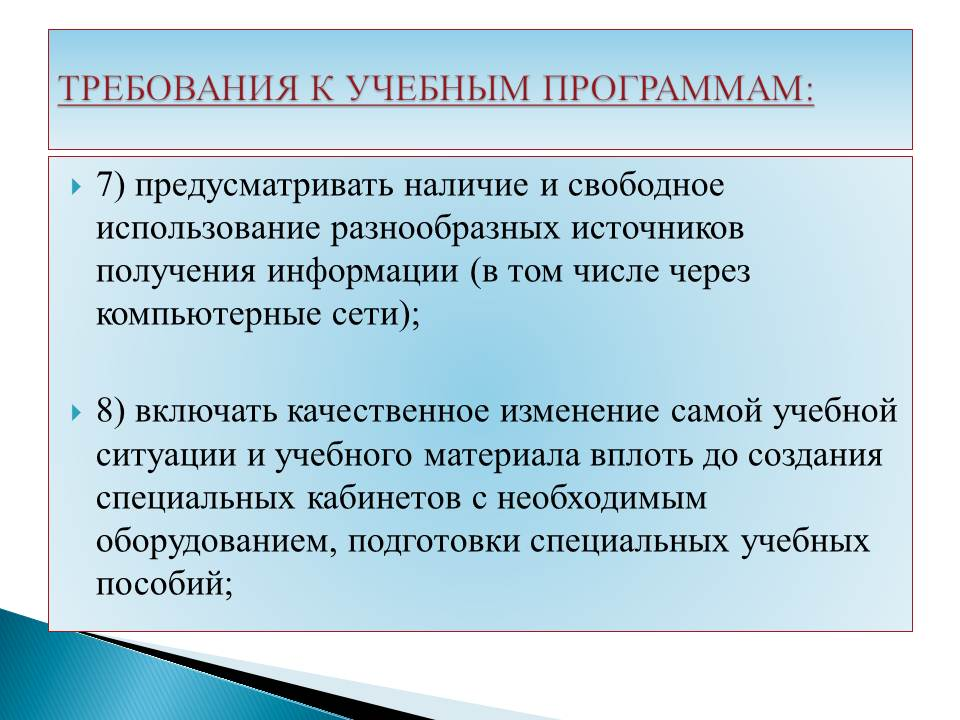 ТРЕБОВАНИЯ К УЧЕБНЫМ ПРОГРАММАМ:
7) предусматривать наличие и свободное
использование разнообразных источников
получения информации (в том числе через
компьютерные сети);
8) включать качественное изменение самой учебной
ситуации и учебного материала вплоть до создания
специальных кабинетов с необходимым
оборудованием, подготовки специальных учебных
пособий;